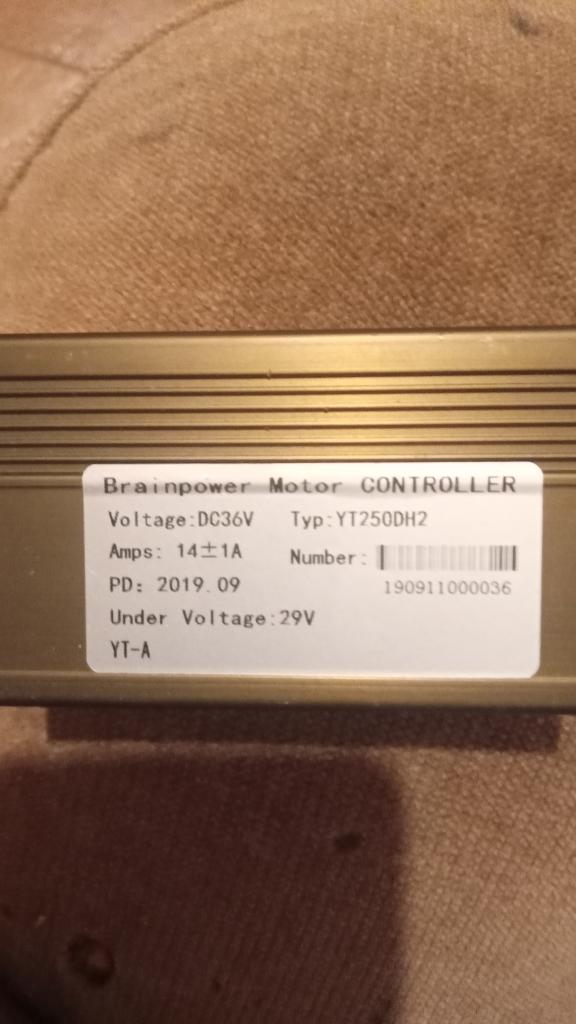 Brainpower Motor CONTROLLER
Voltage:DC36V Typ:YT250DH2
Amps: 14±1A Number:
PD: 2019.09 190911000036
Under Voltage:29V
YT-A